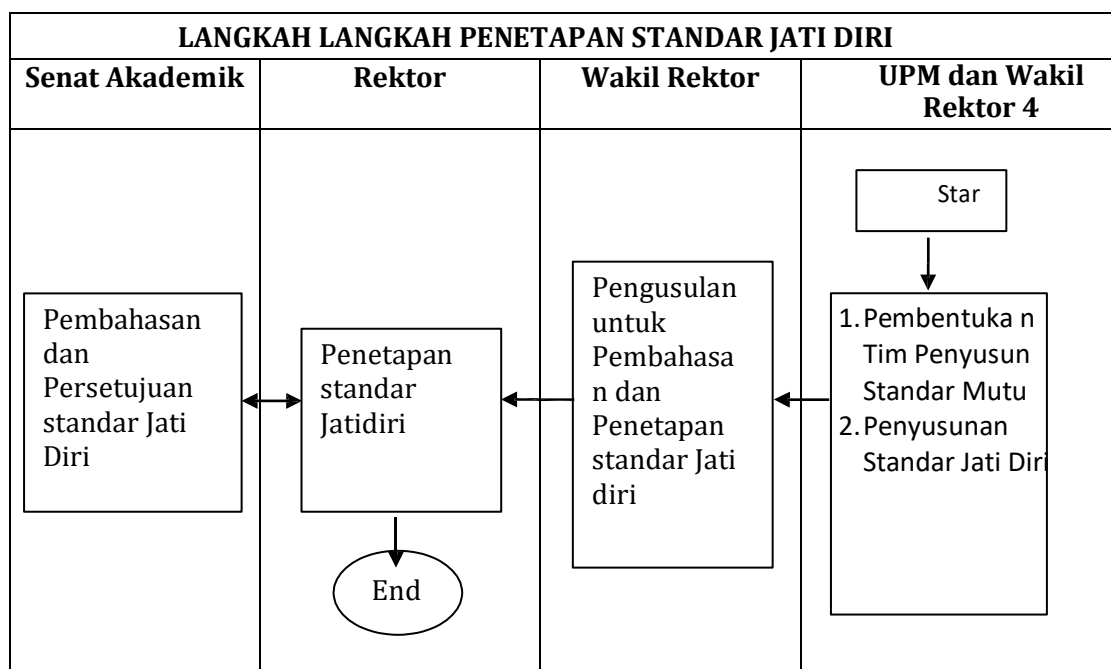 LANGKAH LANGKAH PENETAPAN STANDAR JATI DIRI
Senat Akademik
Rektor
Wakil Rektor
UPM dan Wakil
Rektor 4
Star
Pembahasan
dan
Persetujuan
standar Jati
Diri
Penetapan
standar
Jatidiri
Pengusulan
untuk
Pembahasa
n dan
Penetapan
standar Jati
diri
1. Pembentuka n
Tim Penyusun
Standar Mutu
2. Penyusunan
Standar Jati Diri
End